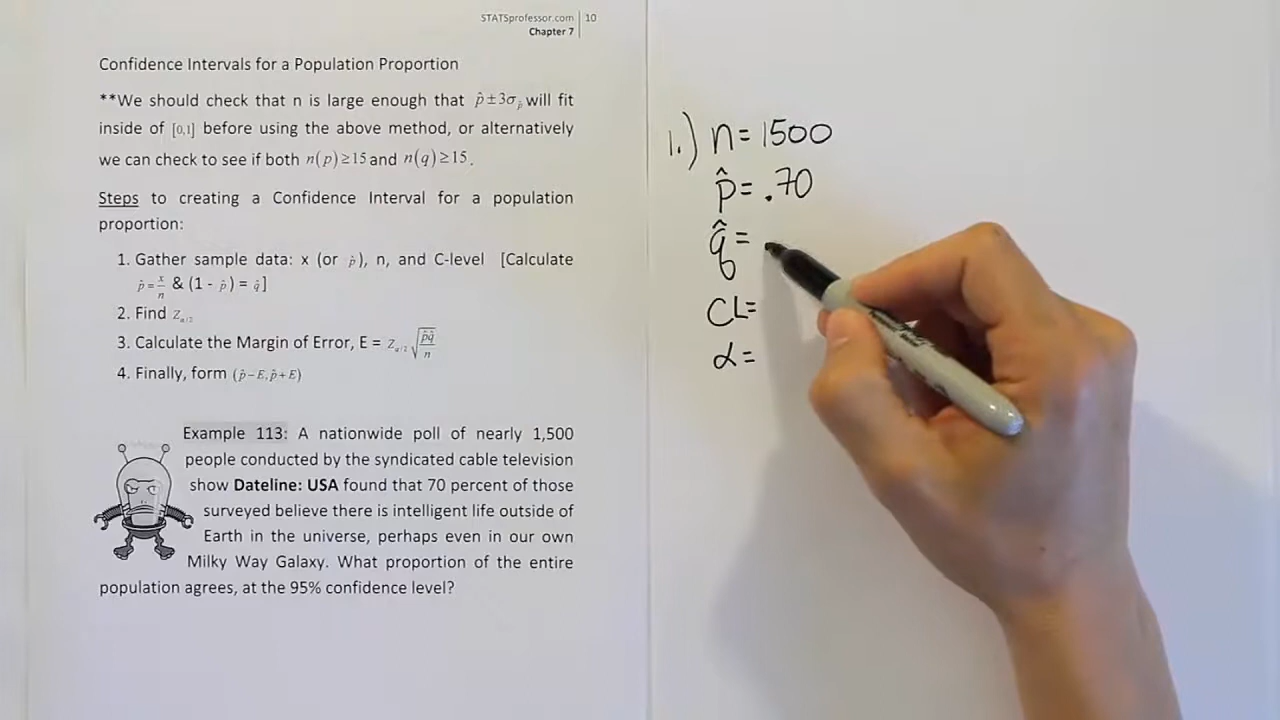 STATSprofessor.com 10
Chapter 7
Confidence Intervals for a Population Proportion
**We should check that n is large enough that p̂±3σp̂ will fit
inside of [0,1] before using the above method, or alternatively
we can check to see if both n(p)≥15 and n(q)≥15.
Steps to creating a Confidence Interval for a population
proportion:
1. Gather sample data: x (or p̂), n, and C-level [Calculate
p̂=x/n & (1 - p̂) = q̂]
2. Find Zα/2
3. Calculate the Margin of Error, E = Zα/2 √(p̂q̂/n)
4. Finally, form (p̂−E, p̂+E)
Example 113: A nationwide poll of nearly 1,500
people conducted by the syndicated cable television
show Dateline: USA found that 70 percent of those
surveyed believe there is intelligent life outside of
Earth in the universe, perhaps even in our own
Milky Way Galaxy. What proportion of the entire
population agrees, at the 95% confidence level?
1.) n=1500
p̂=.70
q̂=
CL=
α=